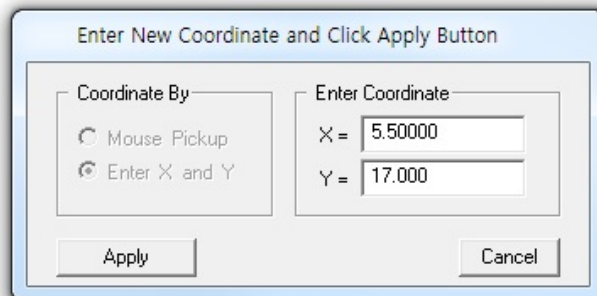 Enter New Coordinate and Click Apply Button
Coordinate By
Mouse Pickup
Enter X and Y
Enter Coordinate
X = 5.50000
Y = 17.000
Apply
Cancel